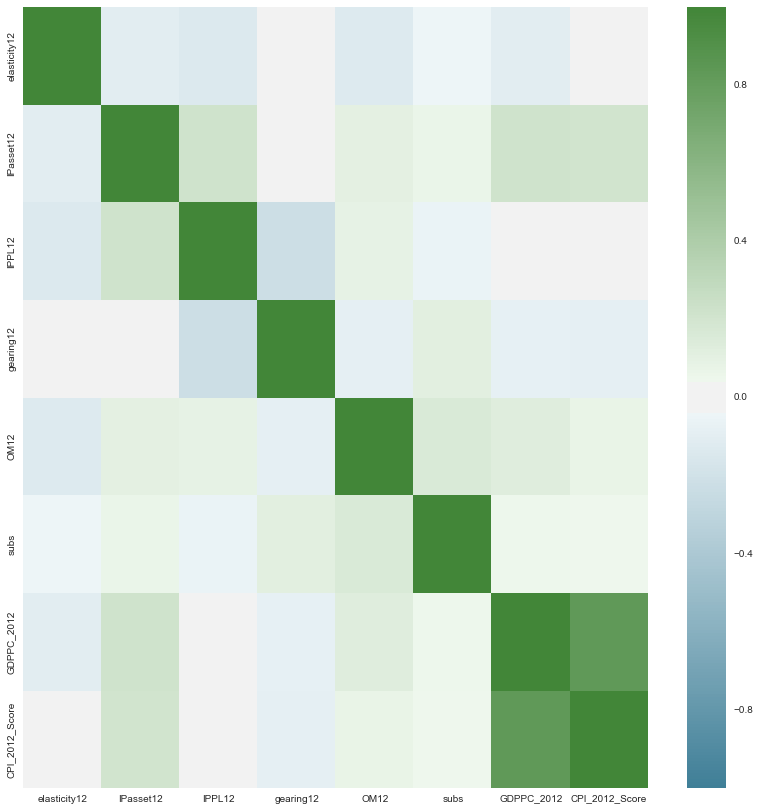 elasticity12
IPasset12
IPPL12
gearing12
OM12
subs
GDPPC_2012
CPI_2012_Score
elasticity12 IPasset12 IPPL12 gearing12 OM12 subs GDPPC_2012 CPI_2012_Score
0.8
0.4
0.0
−0.4
−0.8